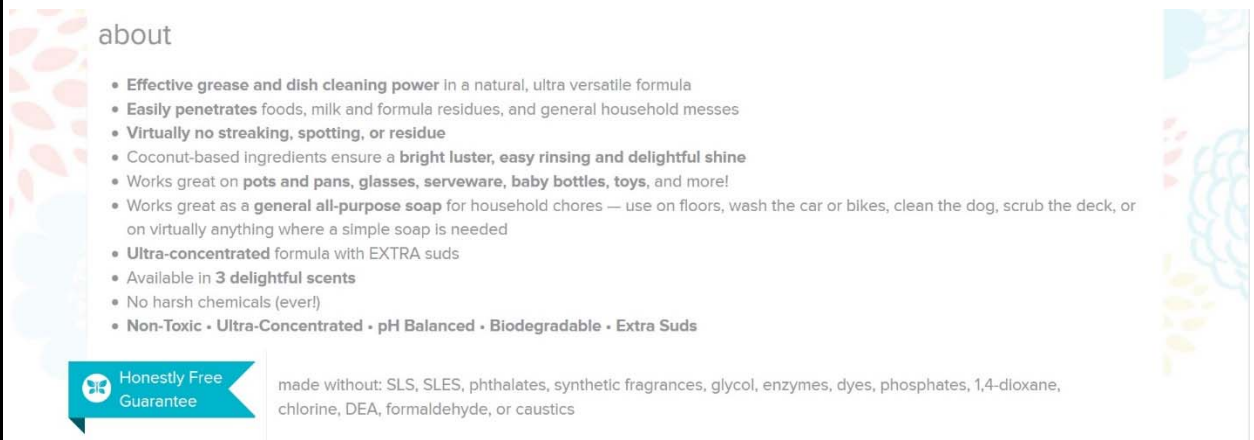 about
• Effective grease and dish cleaning power in a natural, ultra versatile formula
• Easily penetrates foods, milk and formula residues, and general household messes
• Virtually no streaking, spotting, or residue
• Coconut-based ingredients ensure a bright luster, easy rinsing and delightful shine
• Works great on pots and pans, glasses, serveware, baby bottles, toys, and more!
• Works great as a general all-purpose soap for household chores — use on floors, wash the car or bikes, clean the dog, scrub the deck, or
on virtually anything where a simple soap is needed
• Ultra-concentrated formula with EXTRA suds
• Available in 3 delightful scents
• No harsh chemicals (ever!)
• Non-Toxic • Ultra-Concentrated • pH Balanced • Biodegradable • Extra Suds
Honestly Free
Guarantee
made without: SLS, SLES, phthalates, synthetic fragrances, glycol, enzymes, dyes, phosphates, 1,4-dioxane,
chlorine, DEA, formaldehyde, or caustics